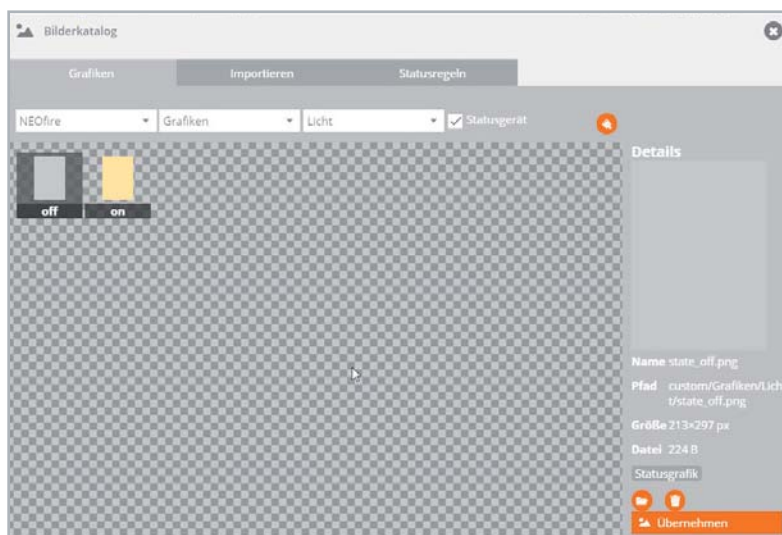 Bilderkatalog
Grafiken Importieren Statusregeln
NEOfire Grafiken Licht Statusgerät
off on
Details
Name state_off.png
Pfad custom/Grafiken/Lich
t/state_off.png
Größe 213×297 px
Datei 224 B
Statusgrafik
Übernehmen